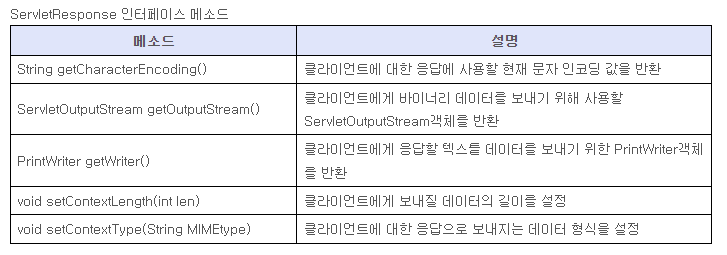 ServletResponse 인터페이스 메소드
메소드 설명
String getCharacterEncoding() 클라이언트에 대한 응답에 사용할 현재 문자 인코딩 값을 반환
ServletOutputStream getOutputStream() 클라이언트에게 바이너리 데이터를 보내기 위해 사용할
ServletOutputStream객체를 반환
PrintWriter getWriter() 클라이언트에게 응답할 텍스를 데이터를 보내기 위한 PrintWriter객체
를 반환
void setContextLength(int len) 클라이언트에게 보내질 데이터의 길이를 설정
void setContextType(String MIMEtype) 클라이언트에 대한 응답으로 보내지는 데이터 형식을 설정